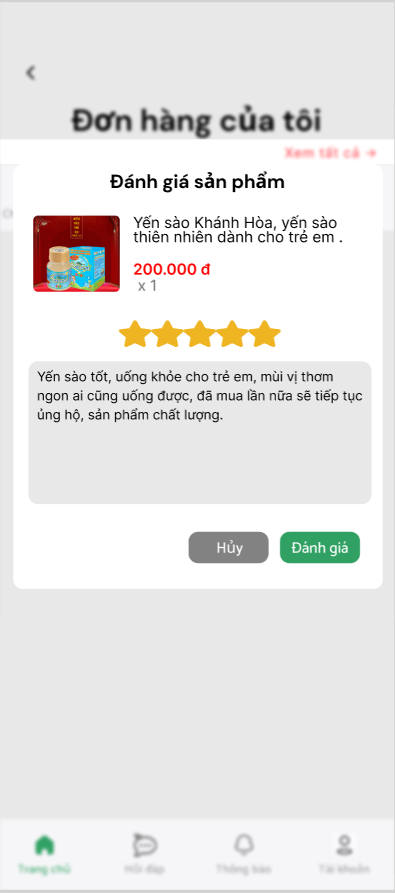 Đơn hàng của tôi
Xem tất cả →
Đánh giá sản phẩm
Yến sào Khánh Hòa, yến sào
thiên nhiên dành cho trẻ em .
200.000 đ
x 1
Yến sào tốt, uống khỏe cho trẻ em, mùi vị thơm
ngon ai cũng uống được, đã mua lần nữa sẽ tiếp tục
ủng hộ, sản phẩm chất lượng.
Hủy
Đánh giá
Trang chủ
Hỏi đáp
Thông báo
Tài khoản